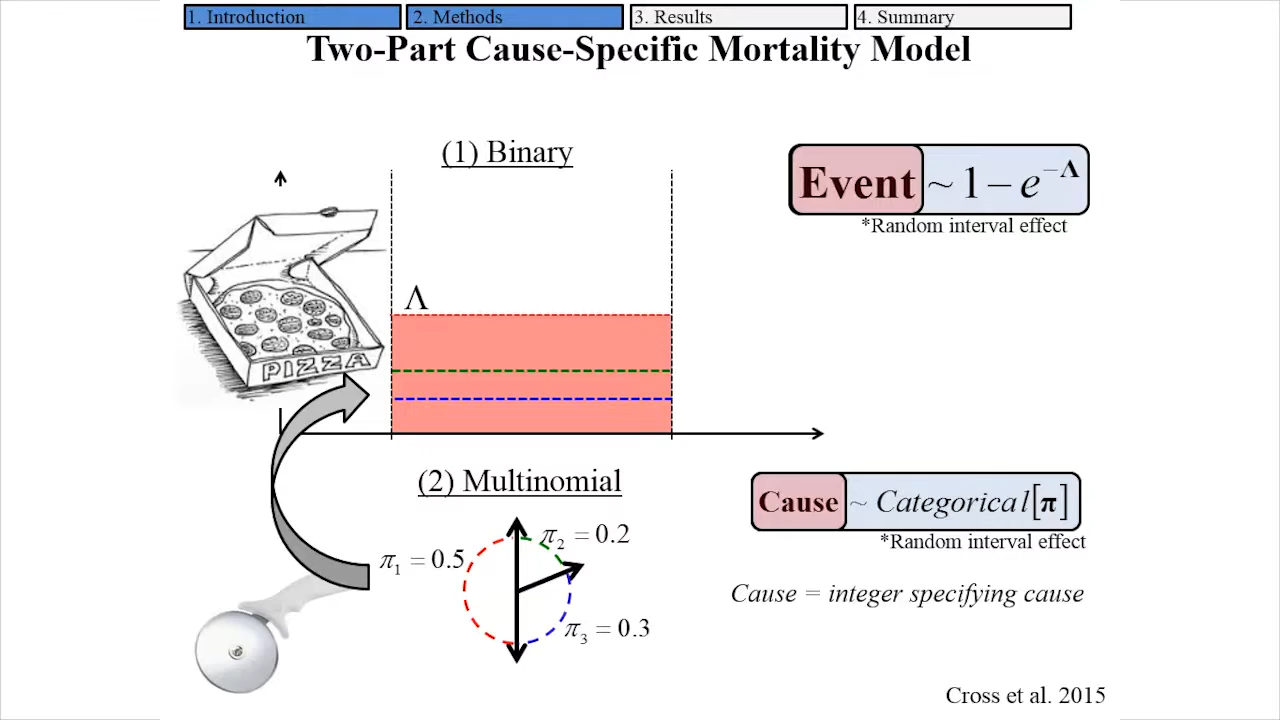 1. Introduction
2. Methods
3. Results
4. Summary
Two-Part Cause-Specific Mortality Model
(1) Binary
Event ~ 1 – e^–Λ
*Random interval effect
Λ
PIZZA
(2) Multinomial
Cause ~ Categorical[π]
*Random interval effect
π₂ = 0.2
π₁ = 0.5
Cause = integer specifying cause
π₃ = 0.3
Cross et al. 2015